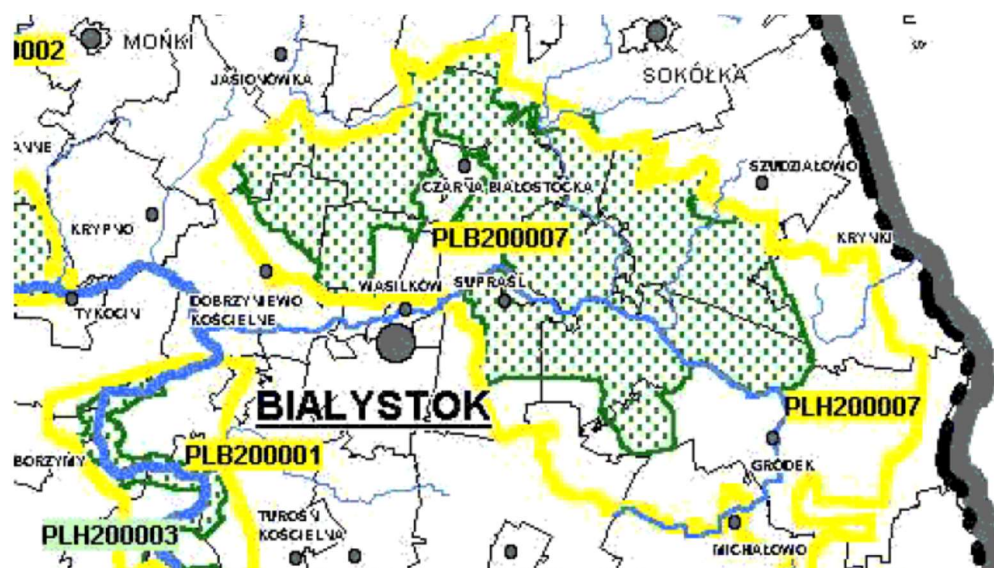 0002
MOŃKI
SOKÓŁKA
JASIONÓWKA
CZARNA BIAŁOSTOCKA
SZUDZIAŁOWO
KRYPNO
PLB200007
KRYNKI
WASILKÓW
SUPRAŚL
TYKOCIN
DOBRZYNIEWO
KOŚCIELNE
BIAŁYSTOK
PLH200007
PLB200001
BORZYMY
GRÓDEK
PLH200003
TUROŚŃ
KOŚCIELNA
MICHAŁOWO